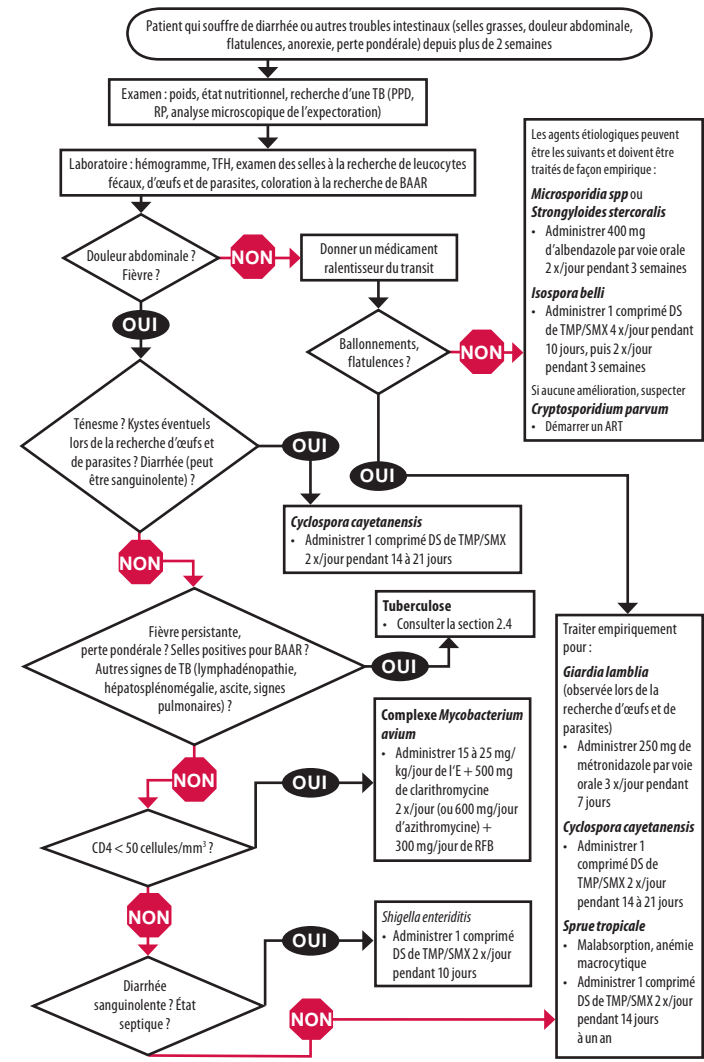 Patient qui souffre de diarrhée ou autres troubles intestinaux (selles grasses, douleur abdominale,
flatulences, anorexie, perte pondérale) depuis plus de 2 semaines
Examen : poids, état nutritionnel, recherche d'une TB (PPD,
RP, analyse microscopique de l'expectoration)
Laboratoire : hémogramme, TFH, examen des selles à la recherche de leucocytes
fécaux, d'œufs et de parasites, coloration à la recherche de BAAR
Douleur abdominale ?
Fièvre ?
NON
Donner un médicament
ralentisseur du transit
OUI
Ballonnements,
flatulences ?
NON
Les agents étiologiques peuvent
être les suivants et doivent être
traités de façon empirique :
Microsporidia spp ou
Strongyloides stercoralis
• Administrer 400 mg
d'albendazole par voie orale
2 x/jour pendant 3 semaines
Isospora belli
• Administrer 1 comprimé DS
de TMP/SMX 4 x/jour pendant
10 jours, puis 2 x/jour
pendant 3 semaines
Si aucune amélioration, suspecter
Cryptosporidium parvum
• Démarrer un ART
Ténesme ? Kystes éventuels
lors de la recherche d'œufs et
de parasites ? Diarrhée (peut
être sanguinolente) ?
OUI
OUI
Cyclospora cayetanensis
• Administrer 1 comprimé DS de TMP/SMX
2 x/jour pendant 14 à 21 jours
NON
Fièvre persistante,
perte pondérale ? Selles positives pour BAAR ?
Autres signes de TB (lymphadénopathie,
hépatosplénomégalie, ascite, signes
pulmonaires) ?
OUI
Tuberculose
• Consulter la section 2.4
NON
CD4 < 50 cellules/mm³ ?
OUI
Complexe Mycobacterium
avium
• Administrer 15 à 25 mg/
kg/jour de l'E + 500 mg
de clarithromycine
2 x/jour (ou 600 mg/jour
d'azithromycine) +
300 mg/jour de RFB
NON
Diarrhée
sanguinolente ? État
septique ?
OUI
Shigella enteriditis
• Administrer 1 comprimé
DS de TMP/SMX 2 x/jour
pendant 10 jours
NON
Traiter empiriquement
pour :
Giardia lamblia
(observée lors de la
recherche d'œufs et de
parasites)
• Administrer 250 mg de
métronidazole par voie
orale 3 x/jour pendant
7 jours
Cyclospora cayetanensis
• Administrer 1
comprimé DS de
TMP/SMX 2 x/jour
pendant 14 à 21 jours
Sprue tropicale
• Malabsorption, anémie
macrocytique
• Administrer 1 comprimé
DS de TMP/SMX 2 x/jour
pendant 14 jours
à un an